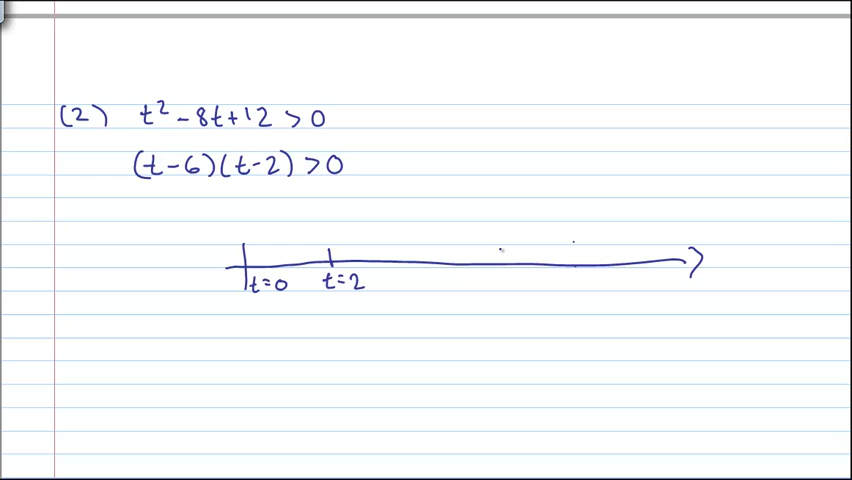 (2) t² - 8t + 12 > 0
(t - 6)(t - 2) > 0
t = 0 t = 2